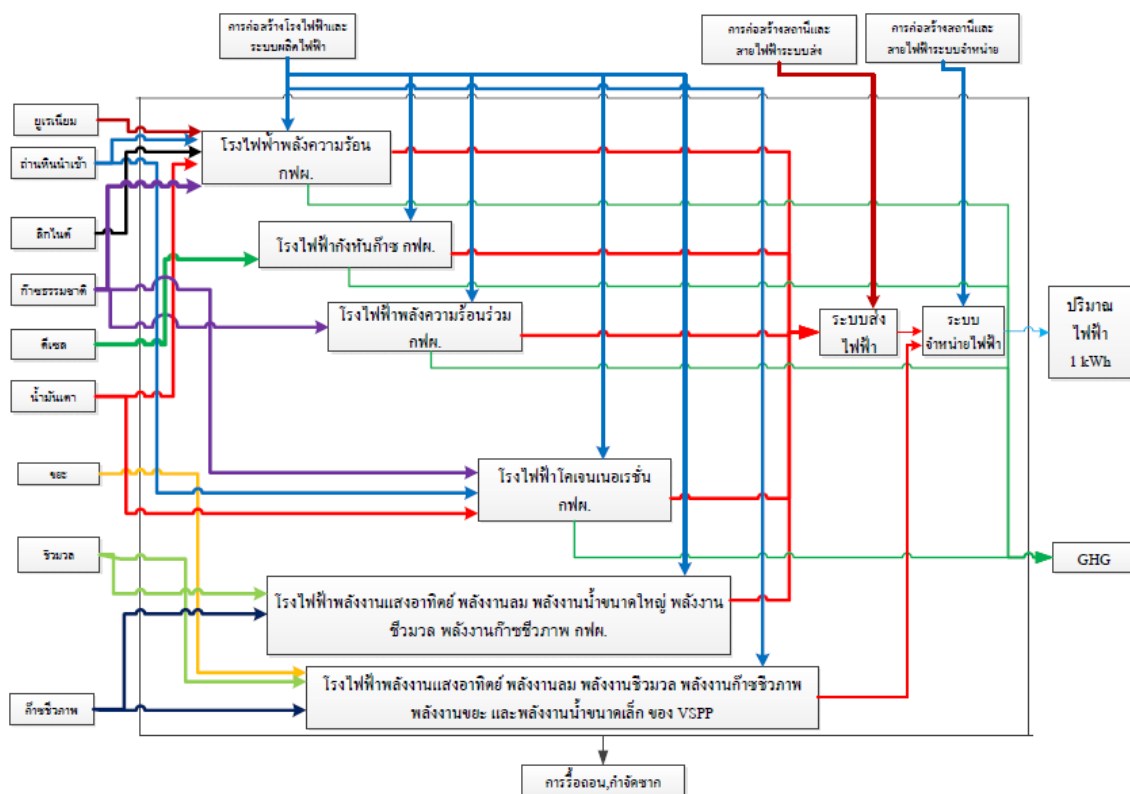 การก่อสร้างโรงไฟฟ้าและ
ระบบผลิตไฟฟ้า
การก่อสร้างสถานีและ
สายไฟฟ้าระบบส่ง
การก่อสร้างสถานีและ
สายไฟฟ้าระบบจำหน่าย
ยูเรเนียม
ถ่านหินนำเข้า
ลิกไนต์
ก๊าซธรรมชาติ
ดีเซล
น้ำมันเตา
ขยะ
ชีวมวล
ก๊าซชีวภาพ
โรงไฟฟ้าพลังความร้อน
กฟผ.
โรงไฟฟ้ากังหันก๊าซ กฟผ.
โรงไฟฟ้าพลังความร้อนร่วม
กฟผ.
โรงไฟฟ้าโคเจนเนอเรชั่น
กฟผ.
โรงไฟฟ้าพลังงานแสงอาทิตย์ พลังงานลม พลังงานน้ำขนาดใหญ่ พลังงาน
ชีวมวล พลังงานก๊าซชีวภาพ กฟผ.
โรงไฟฟ้าพลังงานแสงอาทิตย์ พลังงานลม พลังงานชีวมวล พลังงานก๊าซชีวภาพ
พลังงานขยะ และพลังงานน้ำขนาดเล็ก ของ VSPP
ระบบส่ง
ไฟฟ้า
ระบบ
จำหน่ายไฟฟ้า
ปริมาณ
ไฟฟ้า
1 kWh
GHG
การรื้อถอน,กำจัดซาก